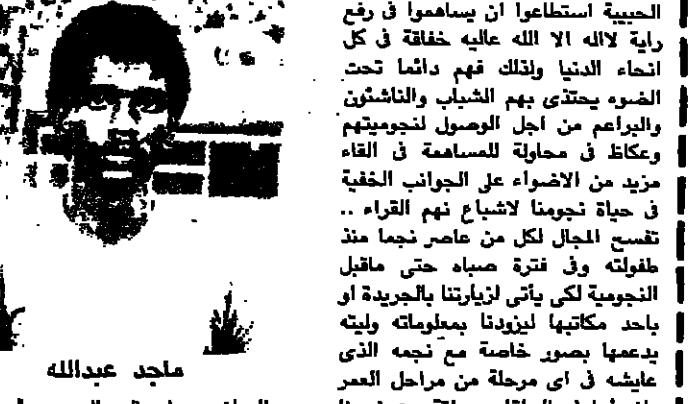 الحبيبة استطاعوا ان يساهموا فى رفع
راية لااله الا الله عاليه خفاقة فى كل
انحاء الدنيا ولذلك فهم دائما تحت
الضوء يحتذى بهم الشباب والناشئون
والبراعم من اجل الوصول لنجوميتهم
وعكاظ فى محاولة للمساهمة فى القاء
مزيد من الاضواء على الجوانب الخفية
فى حياة نجومنا لاشباع نهم القراء ..
تفسح المجال لكل من عاصر نجما منذ
طفولته وفى فترة صباه حتى ماقبل
النجومية لكى يأتى لزيارتنا بالجريدة او
باحد مكاتبها ليزودنا بمعلوماته وليته
يدعمها بصور خاصة مع نجمه الذى
عايشه فى اى مرحلة من مراحل العمر
ماجد عبدالله